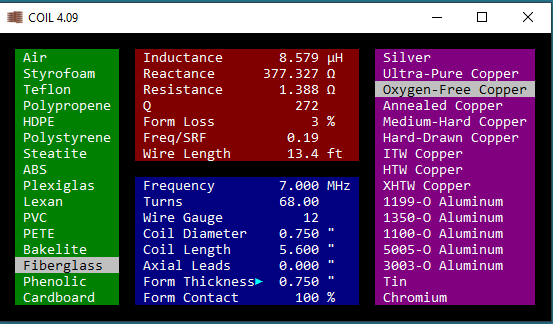 COIL 4.09
Air
Styrofoam
Teflon
Polypropene
HDPE
Polystyrene
Steatite
ABS
Plexiglas
Lexan
PVC
PETE
Bakelite
Fiberglass
Phenolic
Cardboard
Inductance 8.579 µH
Reactance 377.327 Ω
Resistance 1.388 Ω
Q 272
Form Loss 3 %
Freq/SRF 0.19
Wire Length 13.4 ft
Frequency 7.000 MHz
Turns 68.00
Wire Gauge 12
Coil Diameter 0.750 "
Coil Length 5.600 "
Axial Leads 0.000 "
Form Thickness► 0.750 "
Form Contact 100 %
Silver
Ultra-Pure Copper
Oxygen-Free Copper
Annealed Copper
Medium-Hard Copper
Hard-Drawn Copper
ITW Copper
HTW Copper
XHTW Copper
1199-O Aluminum
1350-O Aluminum
1100-O Aluminum
5005-O Aluminum
3003-O Aluminum
Tin
Chromium